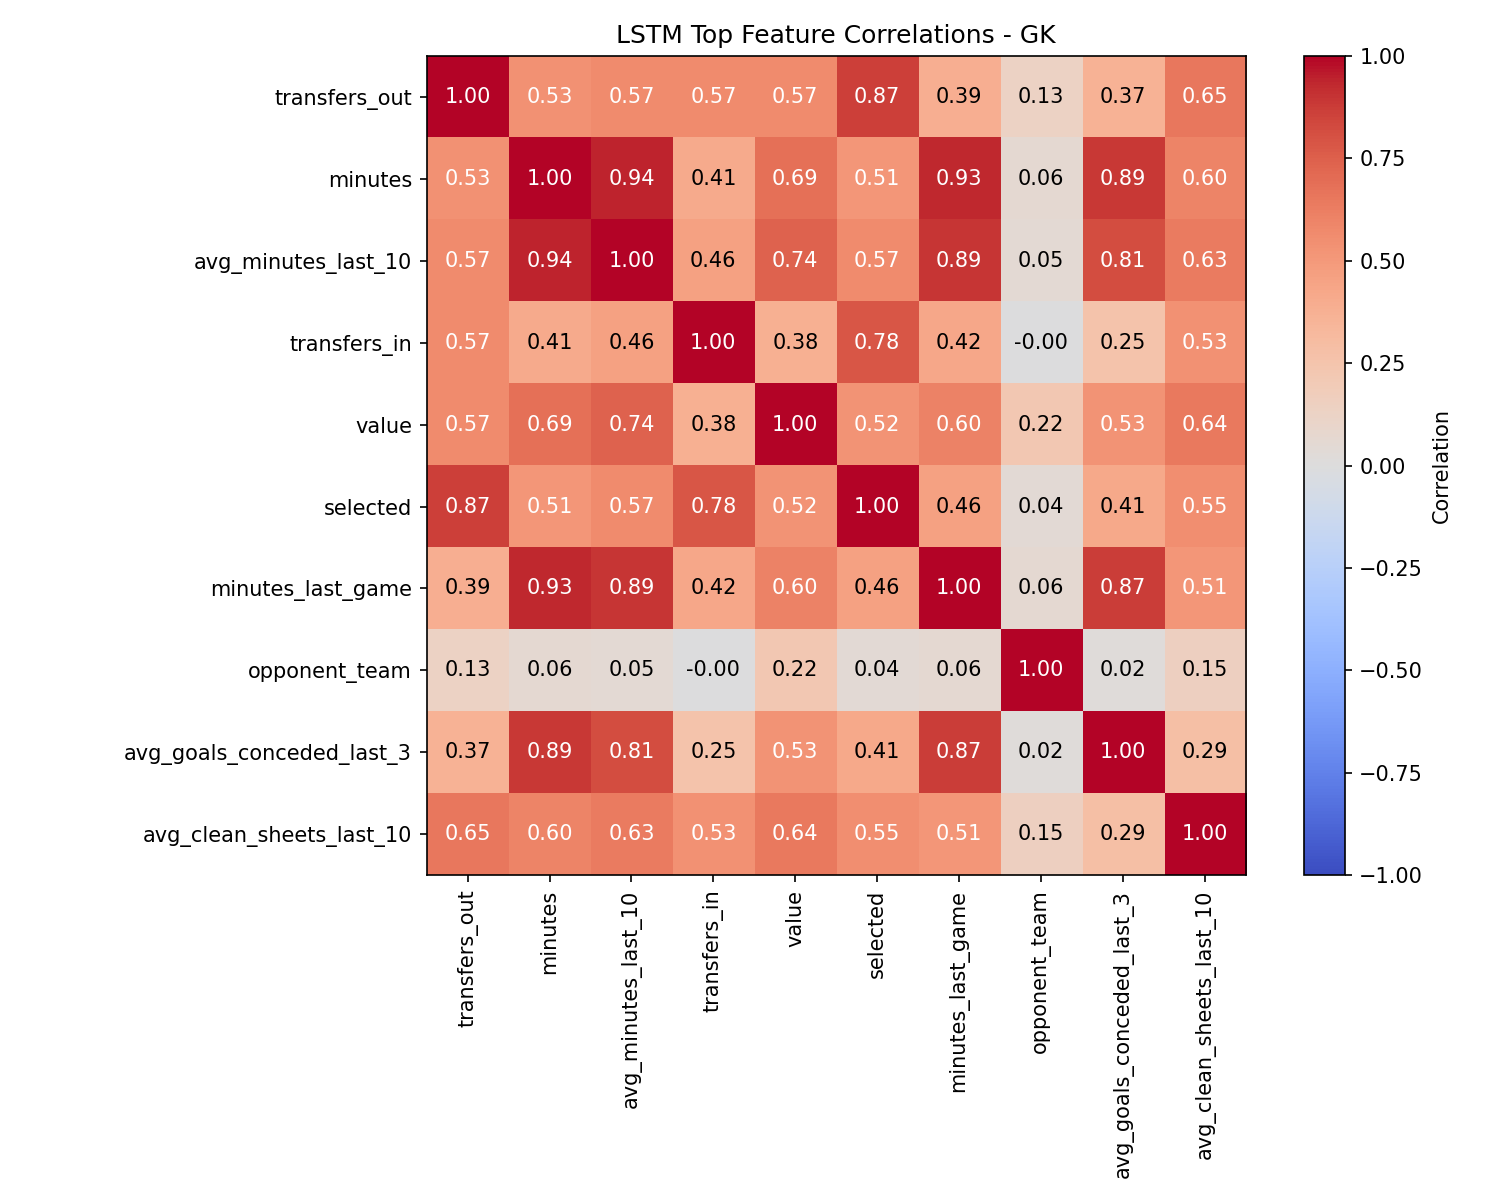 LSTM Top Feature Correlations - GK
transfers_out 1.00 0.53 0.57 0.57 0.57 0.87 0.39 0.13 0.37 0.65
minutes 0.53 1.00 0.94 0.41 0.69 0.51 0.93 0.06 0.89 0.60
avg_minutes_last_10 0.57 0.94 1.00 0.46 0.74 0.57 0.89 0.05 0.81 0.63
transfers_in 0.57 0.41 0.46 1.00 0.38 0.78 0.42 -0.00 0.25 0.53
value 0.57 0.69 0.74 0.38 1.00 0.52 0.60 0.22 0.53 0.64
selected 0.87 0.51 0.57 0.78 0.52 1.00 0.46 0.04 0.41 0.55
minutes_last_game 0.39 0.93 0.89 0.42 0.60 0.46 1.00 0.06 0.87 0.51
opponent_team 0.13 0.06 0.05 -0.00 0.22 0.04 0.06 1.00 0.02 0.15
avg_goals_conceded_last_3 0.37 0.89 0.81 0.25 0.53 0.41 0.87 0.02 1.00 0.29
avg_clean_sheets_last_10 0.65 0.60 0.63 0.53 0.64 0.55 0.51 0.15 0.29 1.00
transfers_out
minutes
avg_minutes_last_10
transfers_in
value
selected
minutes_last_game
opponent_team
avg_goals_conceded_last_3
avg_clean_sheets_last_10
1.00
0.75
0.50
0.25
0.00
−0.25
−0.50
−0.75
−1.00
Correlation